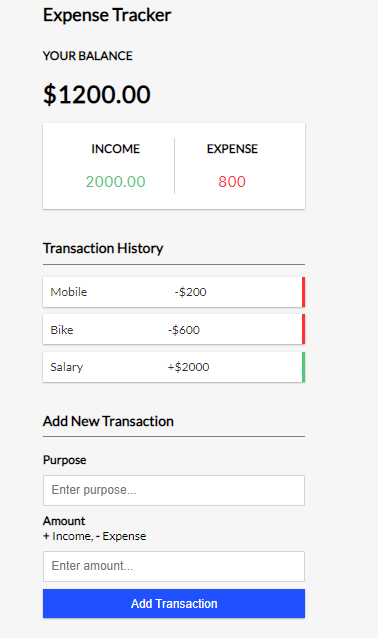 Expense Tracker
YOUR BALANCE
$1200.00
INCOME EXPENSE
2000.00 800
Transaction History
Mobile -$200
Bike -$600
Salary +$2000
Add New Transaction
Purpose
Enter purpose...
Amount
+ Income, - Expense
Enter amount...
Add Transaction